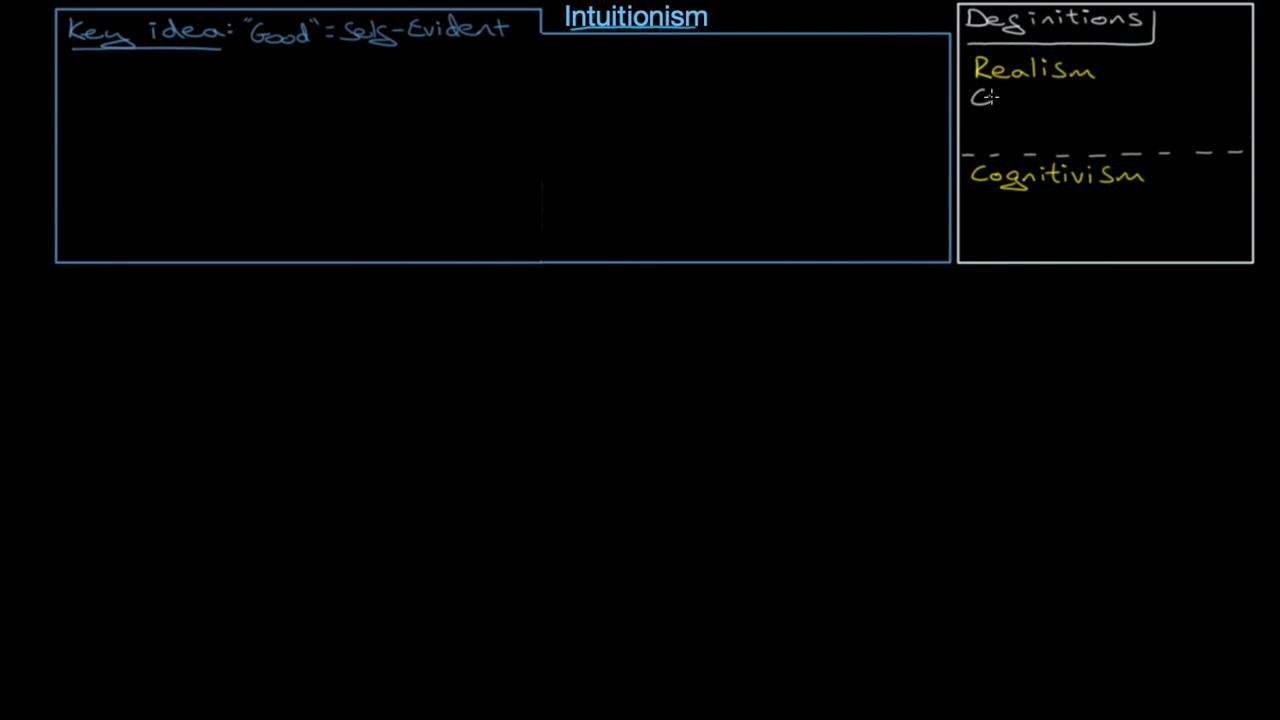 Intuitionism
Key idea: "Good" = Self-Evident
Definitions
Realism
C
Cognitivism